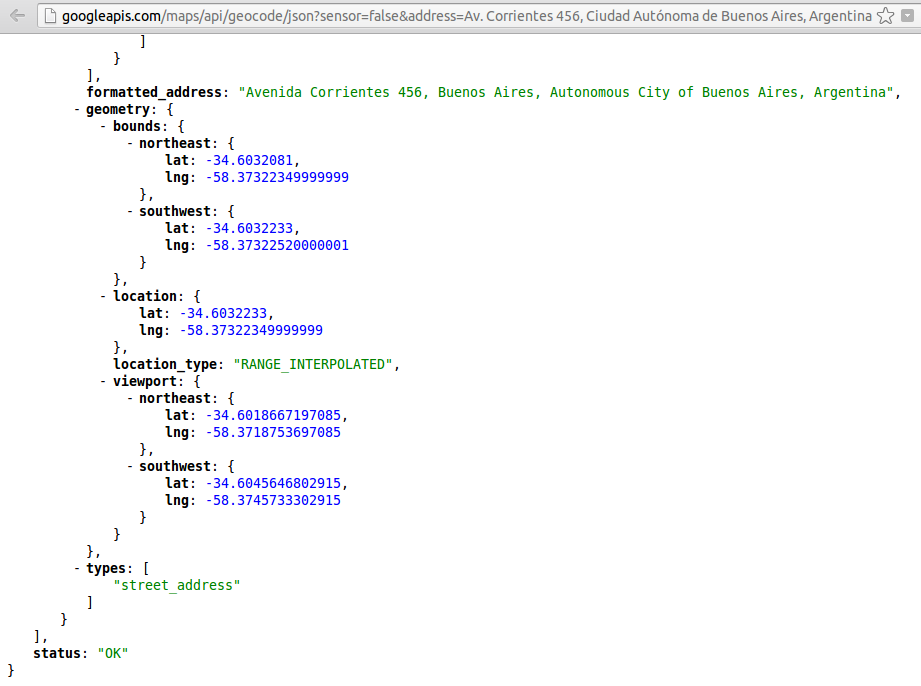 googleapis.com/maps/api/geocode/json?sensor=false&address=Av. Corrientes 456, Ciudad Autónoma de Buenos Aires, Argentina
]
}
],
formatted_address: "Avenida Corrientes 456, Buenos Aires, Autonomous City of Buenos Aires, Argentina",
- geometry: {
- bounds: {
- northeast: {
lat: -34.6032081,
lng: -58.37322349999999
},
- southwest: {
lat: -34.6032233,
lng: -58.37322520000001
}
},
- location: {
lat: -34.6032233,
lng: -58.37322349999999
},
location_type: "RANGE_INTERPOLATED",
- viewport: {
- northeast: {
lat: -34.6018667197085,
lng: -58.3718753697085
},
- southwest: {
lat: -34.6045646802915,
lng: -58.3745733302915
}
}
},
- types: [
"street_address"
]
}
],
status: "OK"
}